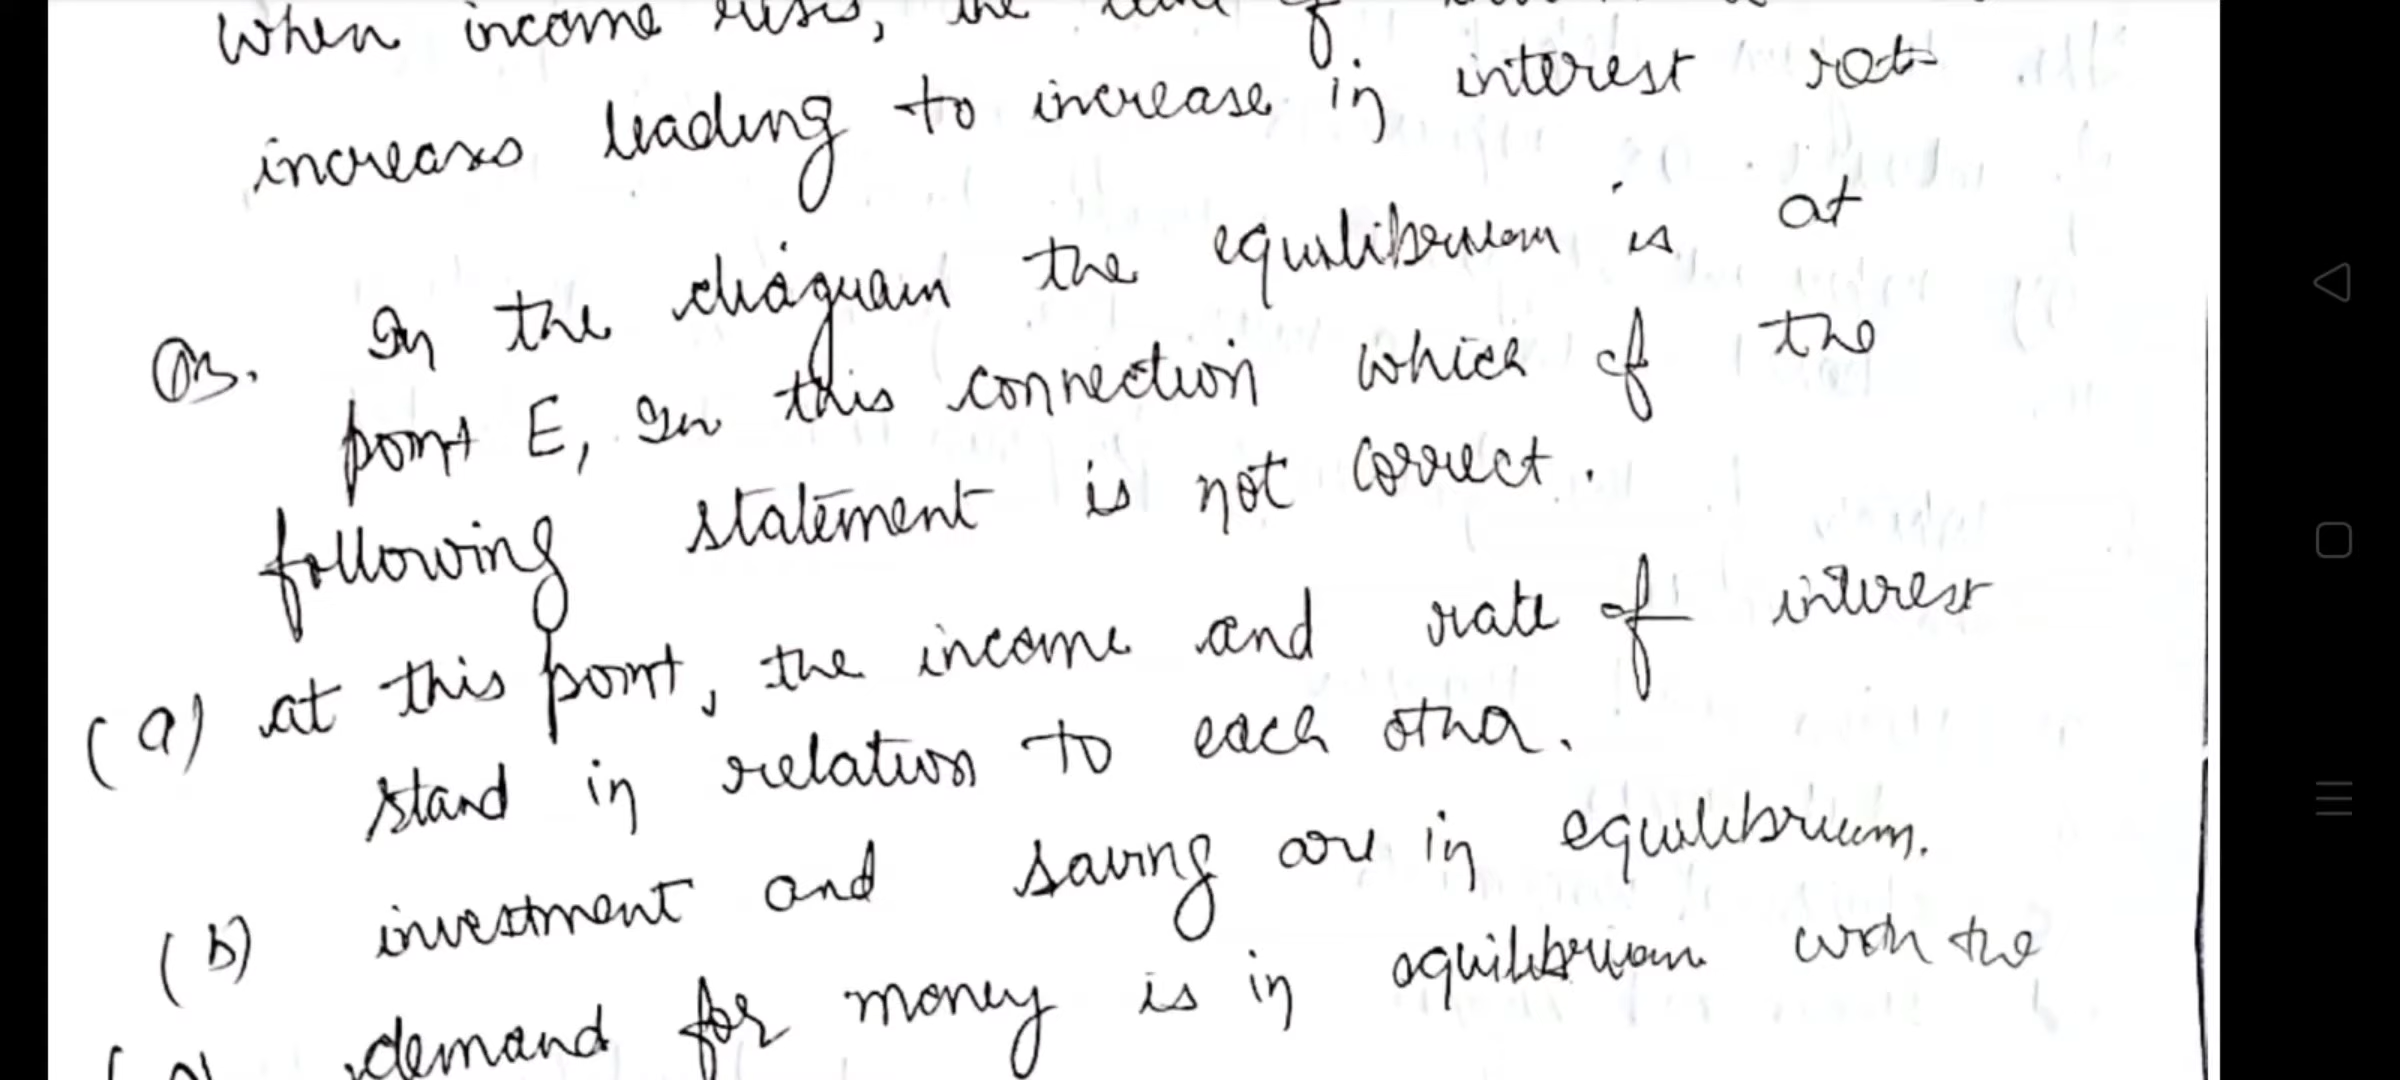 When income rises, the
increases leading to increase in interest rate
Q3. In the diagram the equilibrium is at
point E, In this connection which of the
following statement is not correct.
(a) at this point, the income and rate of interest
stand in relation to each other.
(b) investment and saving are in equilibrium.
demand for money is in equilibrium with the